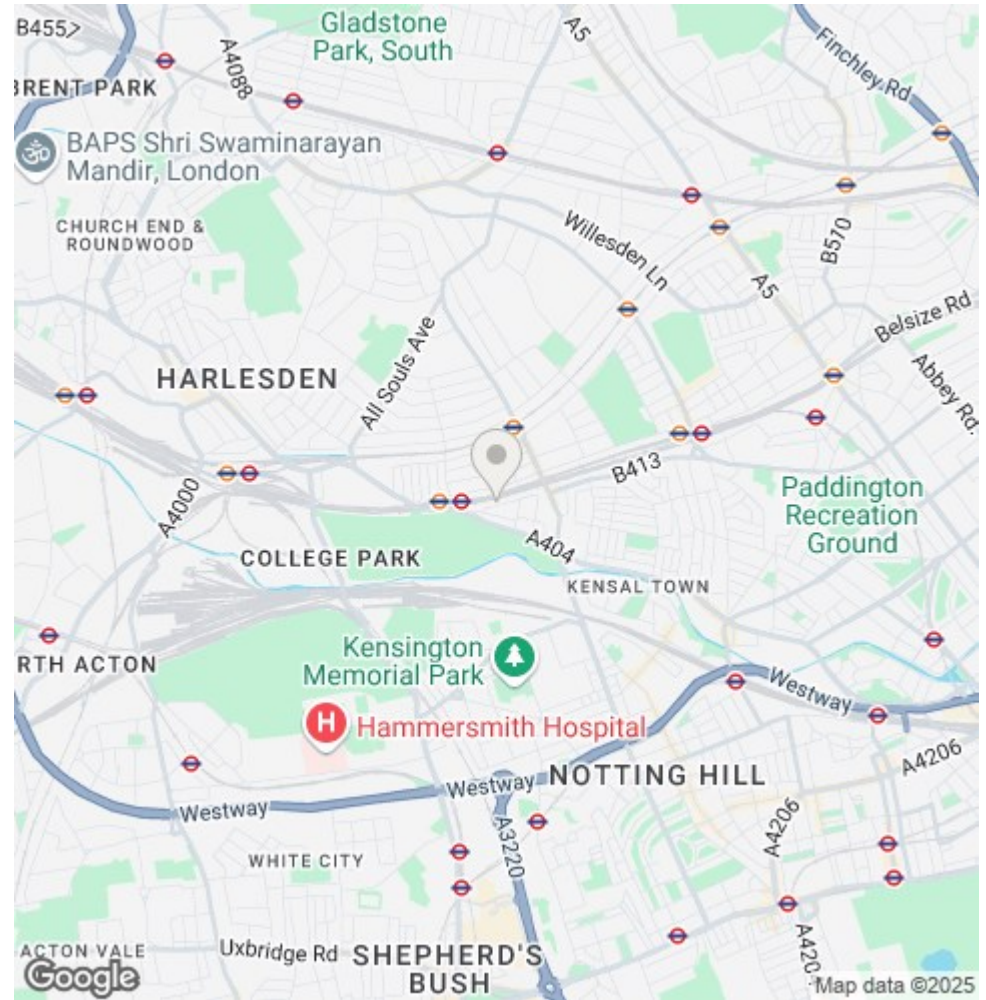 B455
Gladstone
Park, South
A5
Finchley Rd
A4088
BRENT PARK
BAPS Shri Swaminarayan
Mandir, London
CHURCH END &
ROUNDWOOD
Willesden Ln
B510
A5
Belsize Rd
Abbey Rd.
HARLESDEN
All Souls Ave
B413
A4000
Paddington
Recreation
Ground
COLLEGE PARK
A404
KENSAL TOWN
RTH ACTON
Kensington
Memorial Park
Westway
H
Hammersmith Hospital
Westway
NOTTING HILL
A4206
Westway
A3220
A4206
WHITE CITY
ACTON VALE
Uxbridge Rd
SHEPHERD'S
BUSH
A420
Google
Map data ©2025